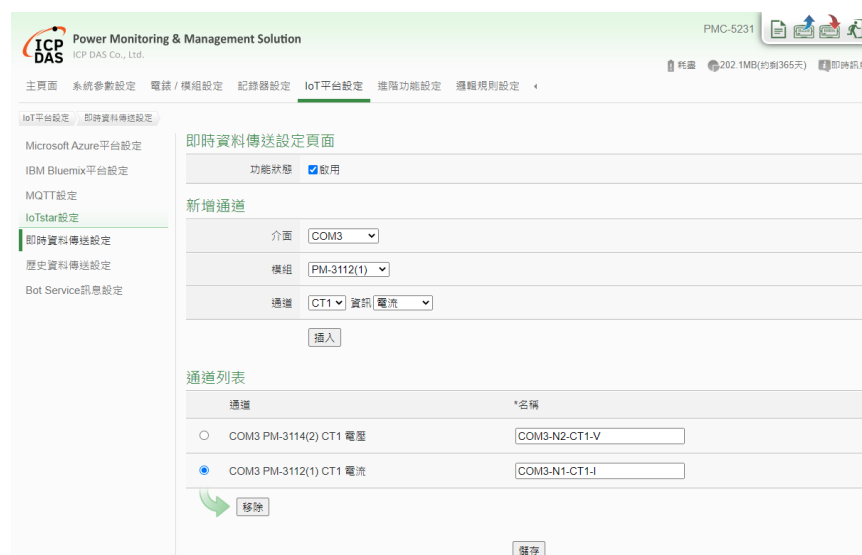 ICP
DAS
Power Monitoring & Management Solution
ICP DAS Co., Ltd.
PMC-5231
耗盡 202.1MB(約剩365天) 即時訊息
主頁面 系統參數設定 電錶 / 模組設定 記錄器設定 IoT平台設定 進階功能設定 邏輯規則設定
IoT平台設定 即時資料傳送設定
Microsoft Azure平台設定
IBM Bluemix平台設定
MQTT設定
IoTstar設定
即時資料傳送設定
歷史資料傳送設定
Bot Service訊息設定
即時資料傳送設定頁面
功能狀態 啟用
新增通道
介面 COM3
模組 PM-3112(1)
通道 CT1 資訊 電流
插入
通道列表
通道 *名稱
COM3 PM-3114(2) CT1 電壓 COM3-N2-CT1-V
COM3 PM-3112(1) CT1 電流 COM3-N1-CT1-I
移除
儲存